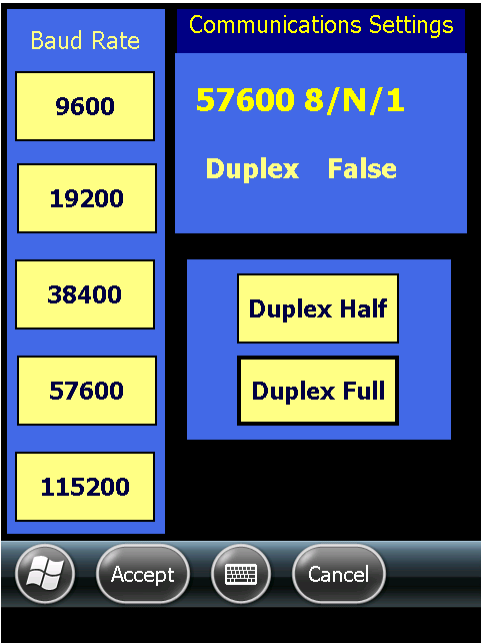 Baud Rate
9600
19200
38400
57600
115200
Communications Settings
57600 8/N/1
Duplex False
Duplex Half
Duplex Full
Accept
Cancel